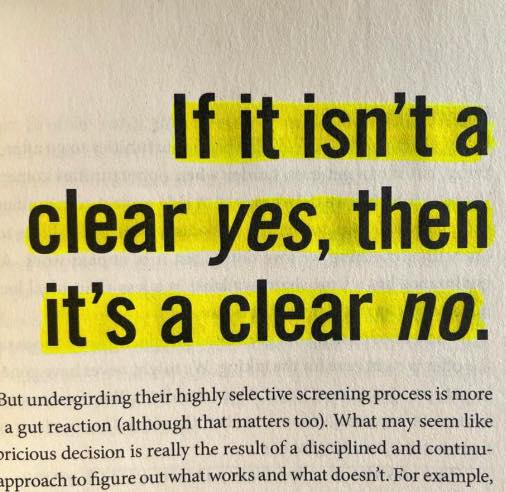 If it isn't a
clear yes, then
it's a clear no.
But undergirding their highly selective screening process is more
a gut reaction (although that matters too). What may seem like
decision is really the result of a disciplined and continu-
approach to figure out what works and what doesn't. For example,